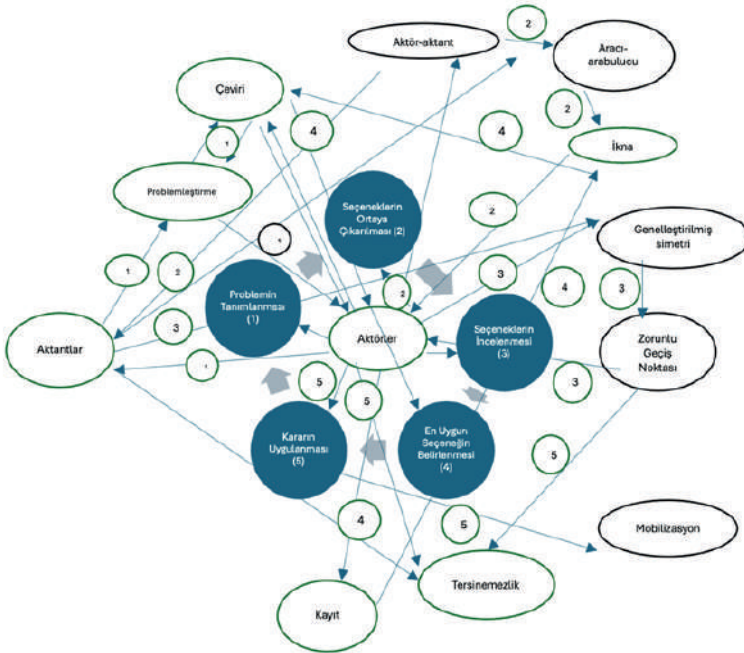 Aktör-aktant
2
Aracı-
arabulucu
Çeviri
1
4
4
2
İkna
Problemleştirme
Seçeneklerin
Ortaya
Çıkarılması (2)
2
1
Genelleştirilmiş
simetri
1
2
3
4
3
2
Problemin
Tanımlanması
(1)
3
Aktantlar
Aktörler
Seçeneklerin
İncelenmesi
(3)
Zorunlu
Geçiş
Noktası
1
5
5
3
Kararın
Uygulanması
(5)
En Uygun
Seçeneğin
Belirlenmesi
(4)
5
4
5
Mobilizasyon
Tersinemezlik
Kayıt